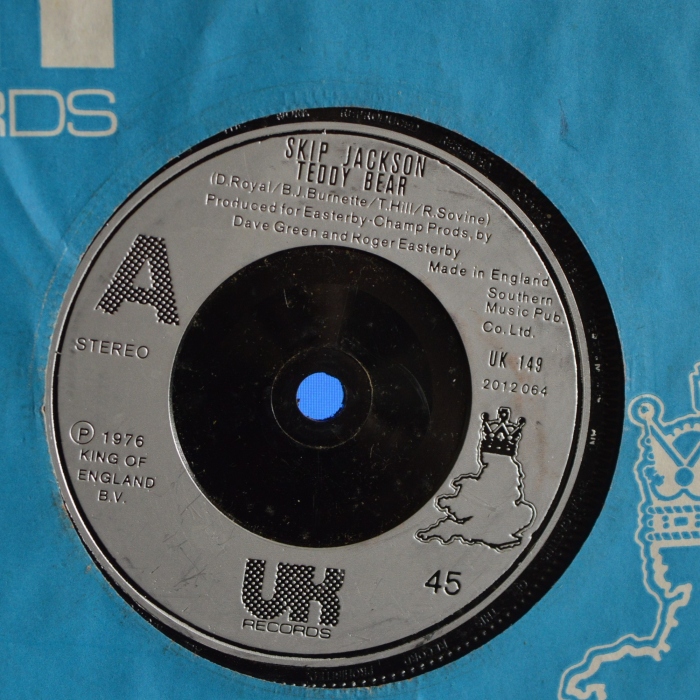 RDS
SKIP JACKSON
TEDDY BEAR
(D.Royal/B.J.Burnette/T.Hill/R.Sovine)
Produced for Easterby-Champ Prods, by
Dave Green and Roger Easterby
Made in England
Southern
Music Pub.
Co. Ltd.
A
STEREO
UK 149
2012 064
Ⓟ 1976
KING OF
ENGLAND
B.V.
45
UK
RECORDS